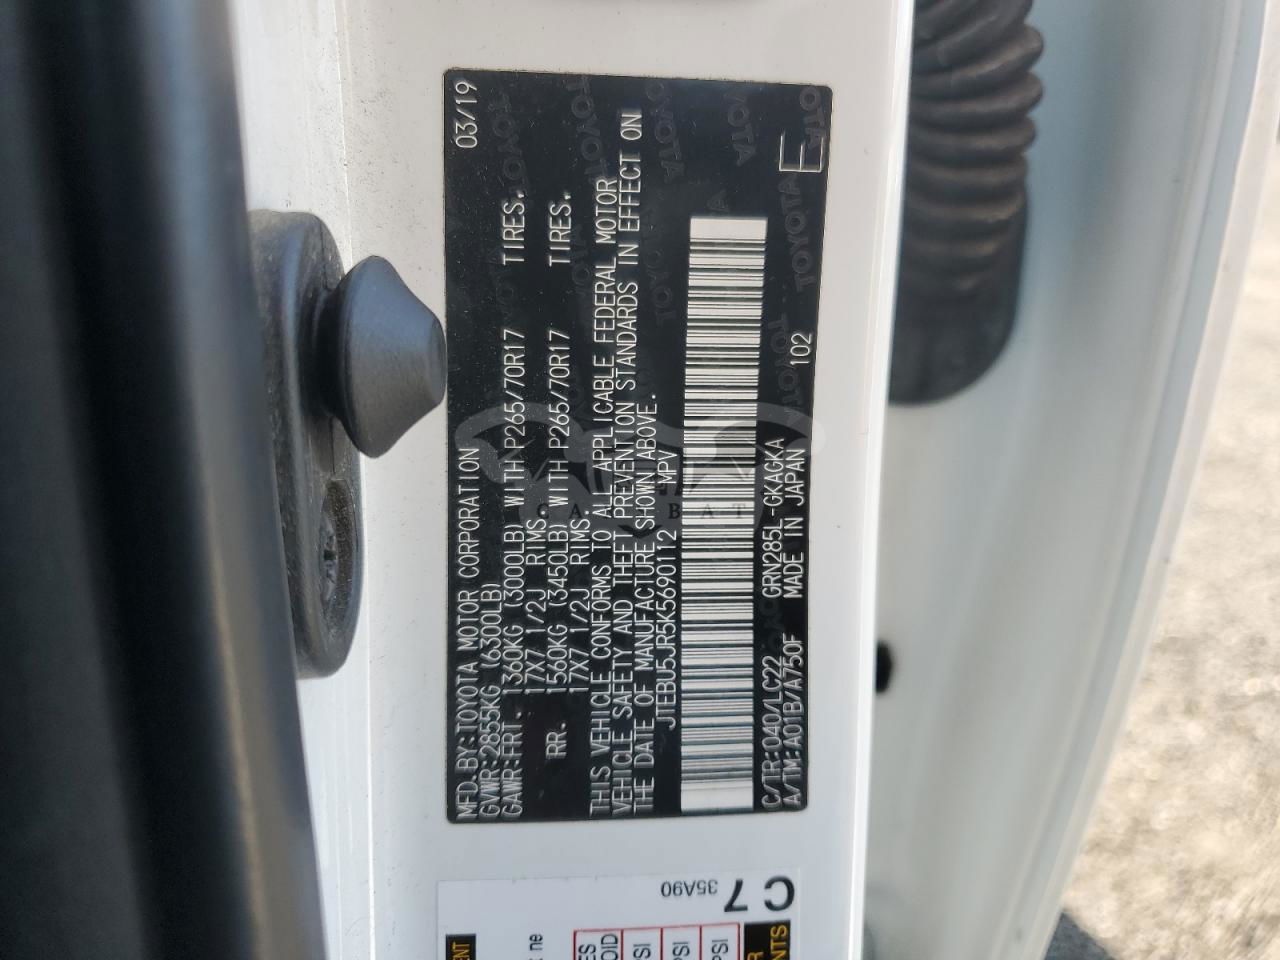 MFD.BY:TOYOTA MOTOR CORPORATION 03/19
GVWR:2855KG (6300LB)
GAWR:FRT. 1360KG (3000LB) WITH P265/70R17 TIRES.
17X7 1/2J RIMS.
RR. 1560KG (3450LB) WITH P265/70R17 TIRES.
17X7 1/2J RIMS.
THIS VEHICLE CONFORMS TO ALL APPLICABLE FEDERAL MOTOR
VEHICLE SAFETY AND THEFT PREVENTION STANDARDS IN EFFECT ON
THE DATE OF MANUFACTURE SHOWN ABOVE.
JTEBU5JR5K5690112 MPV
C/TR:040/LC22 GRN285L-GKAGKA
A/TM:A01B/A750F MADE IN JAPAN 102
E
C7
35A90
PSI
PSI